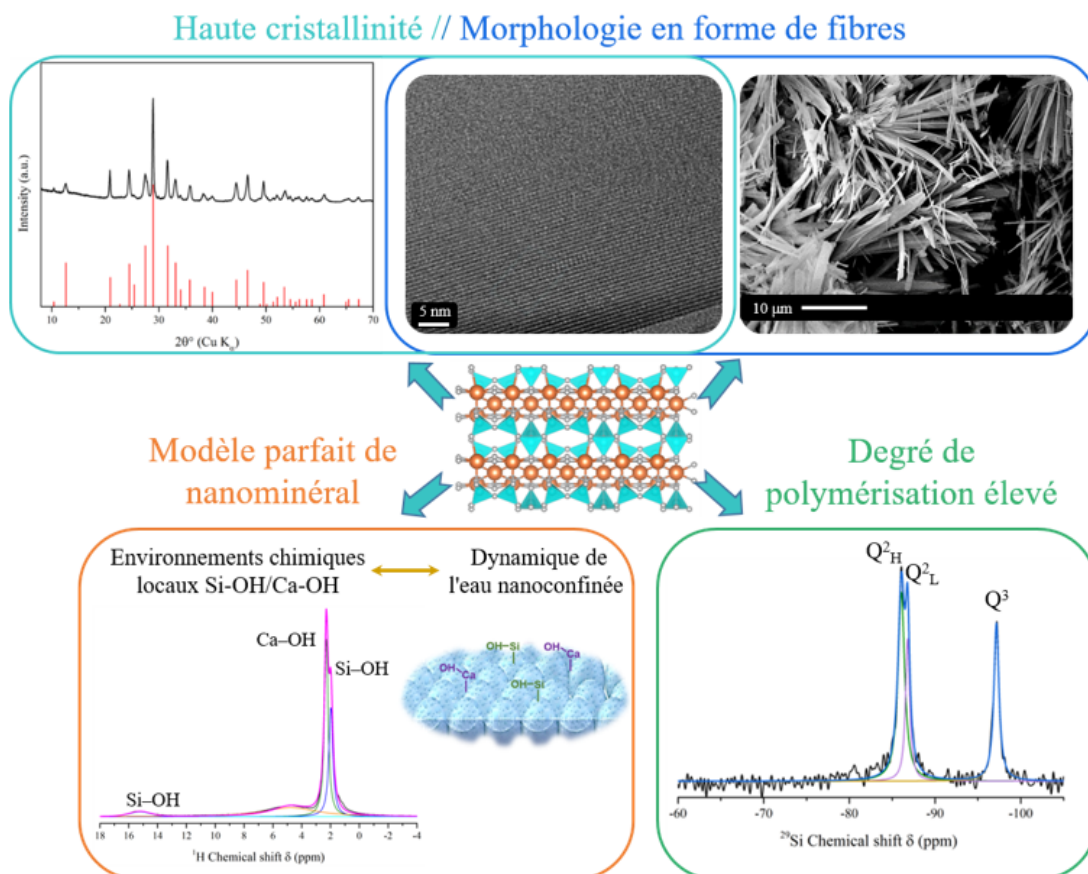 Haute cristallinité // Morphologie en forme de fibres
Intensity (a.u.)
10 20 30 40 50 60 70
2θ° (Cu Kα)
5 nm
10 µm
Modèle parfait de
nanominéral
Degré de
polymérisation élevé
Environnements chimiques
locaux Si-OH/Ca-OH
Dynamique de
l'eau nanoconfinée
Ca–OH
Si–OH
Si–OH
18 16 14 12 10 8 6 4 2 0 -2 -4
¹H Chemical shift δ (ppm)
OH Si
OH Ca
OH Ca
OH Si
Q²H
Q²L
Q³
-60 -70 -80 -90 -100
²⁹Si Chemical shift δ (ppm)